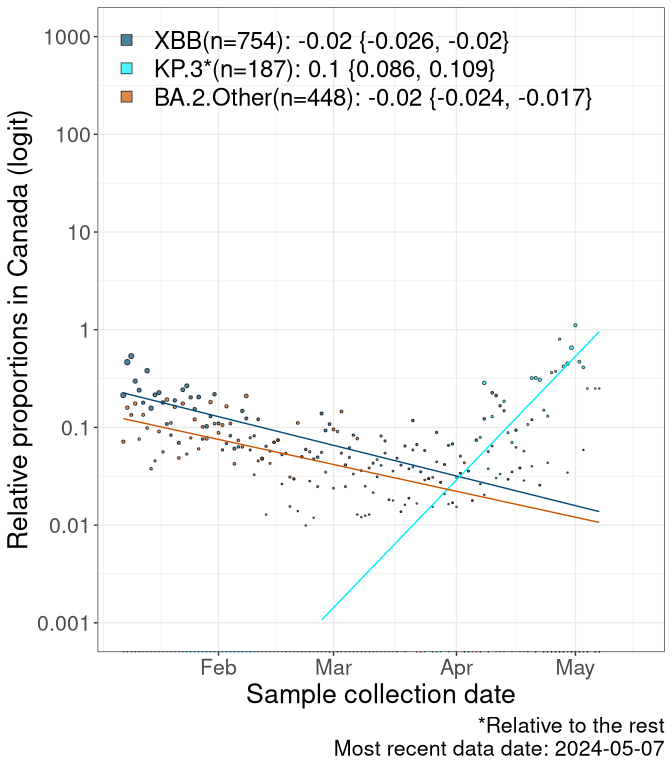 XBB(n=754): -0.02 {-0.026, -0.02}
KP.3*(n=187): 0.1 {0.086, 0.109}
BA.2.Other(n=448): -0.02 {-0.024, -0.017}
Relative proportions in Canada (logit)
1000
100
10
1
0.1
0.01
0.001
Feb Mar Apr May
Sample collection date
*Relative to the rest
Most recent data date: 2024-05-07